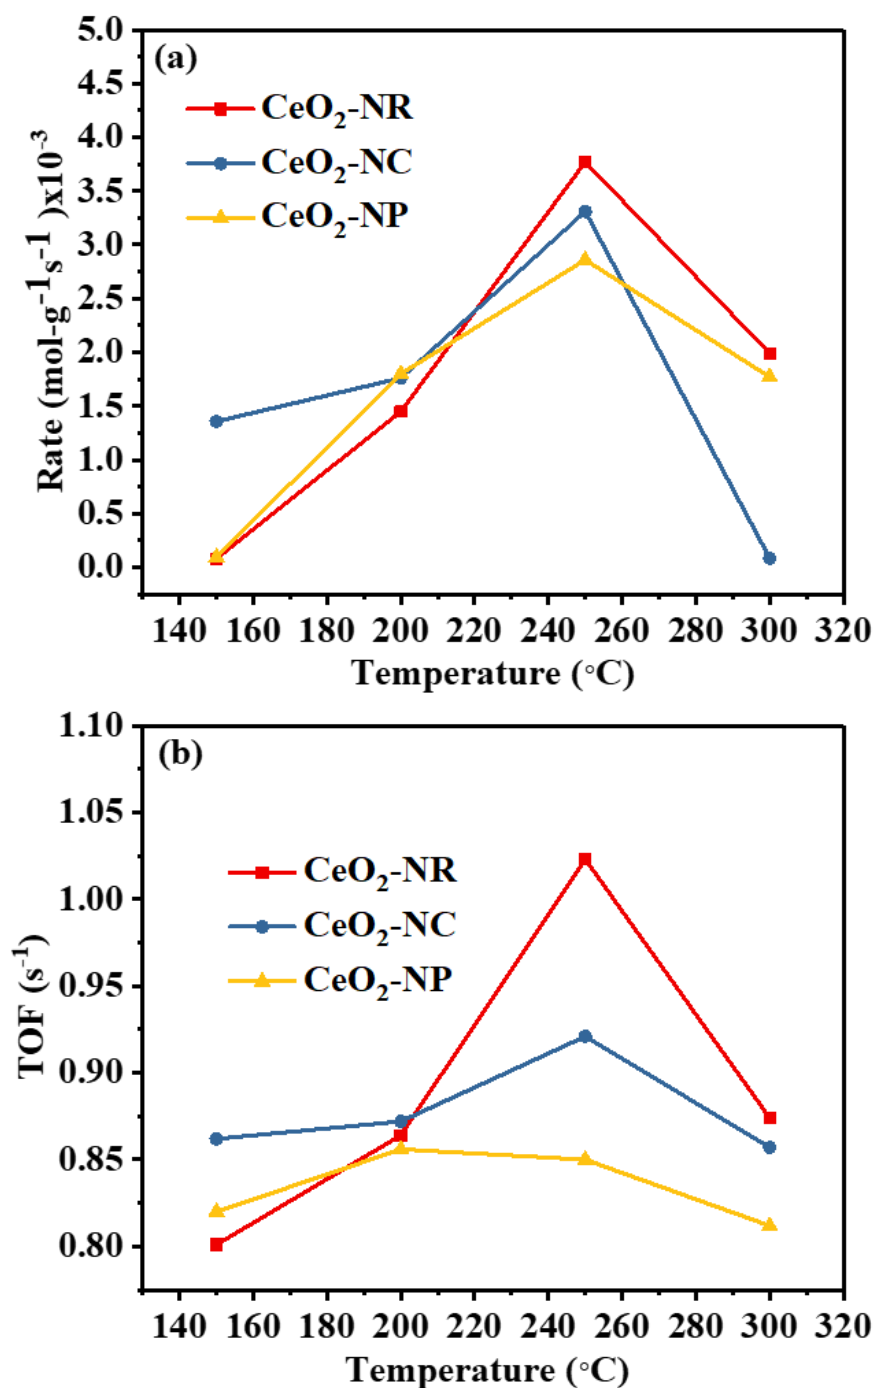 (a)
CeO₂-NR
CeO₂-NC
CeO₂-NP
Rate (mol-g⁻¹s⁻¹ )x10⁻³
5.0
4.5
4.0
3.5
3.0
2.5
2.0
1.5
1.0
0.5
0.0
140 160 180 200 220 240 260 280 300 320
Temperature (°C)
(b)
CeO₂-NR
CeO₂-NC
CeO₂-NP
TOF (s⁻¹)
1.10
1.05
1.00
0.95
0.90
0.85
0.80
140 160 180 200 220 240 260 280 300 320
Temperature (°C)